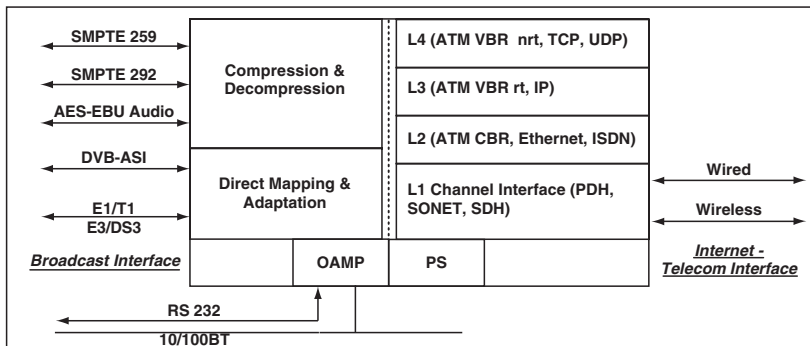 SMPTE 259
SMPTE 292
AES-EBU Audio
DVB-ASI
E1/T1
E3/DS3
Broadcast Interface
Compression &
Decompression
Direct Mapping &
Adaptation
L4 (ATM VBR nrt, TCP, UDP)
L3 (ATM VBR rt, IP)
L2 (ATM CBR, Ethernet, ISDN)
L1 Channel Interface (PDH,
SONET, SDH)
Wired
Wireless
Internet -
Telecom Interface
OAMP
PS
RS 232
10/100BT